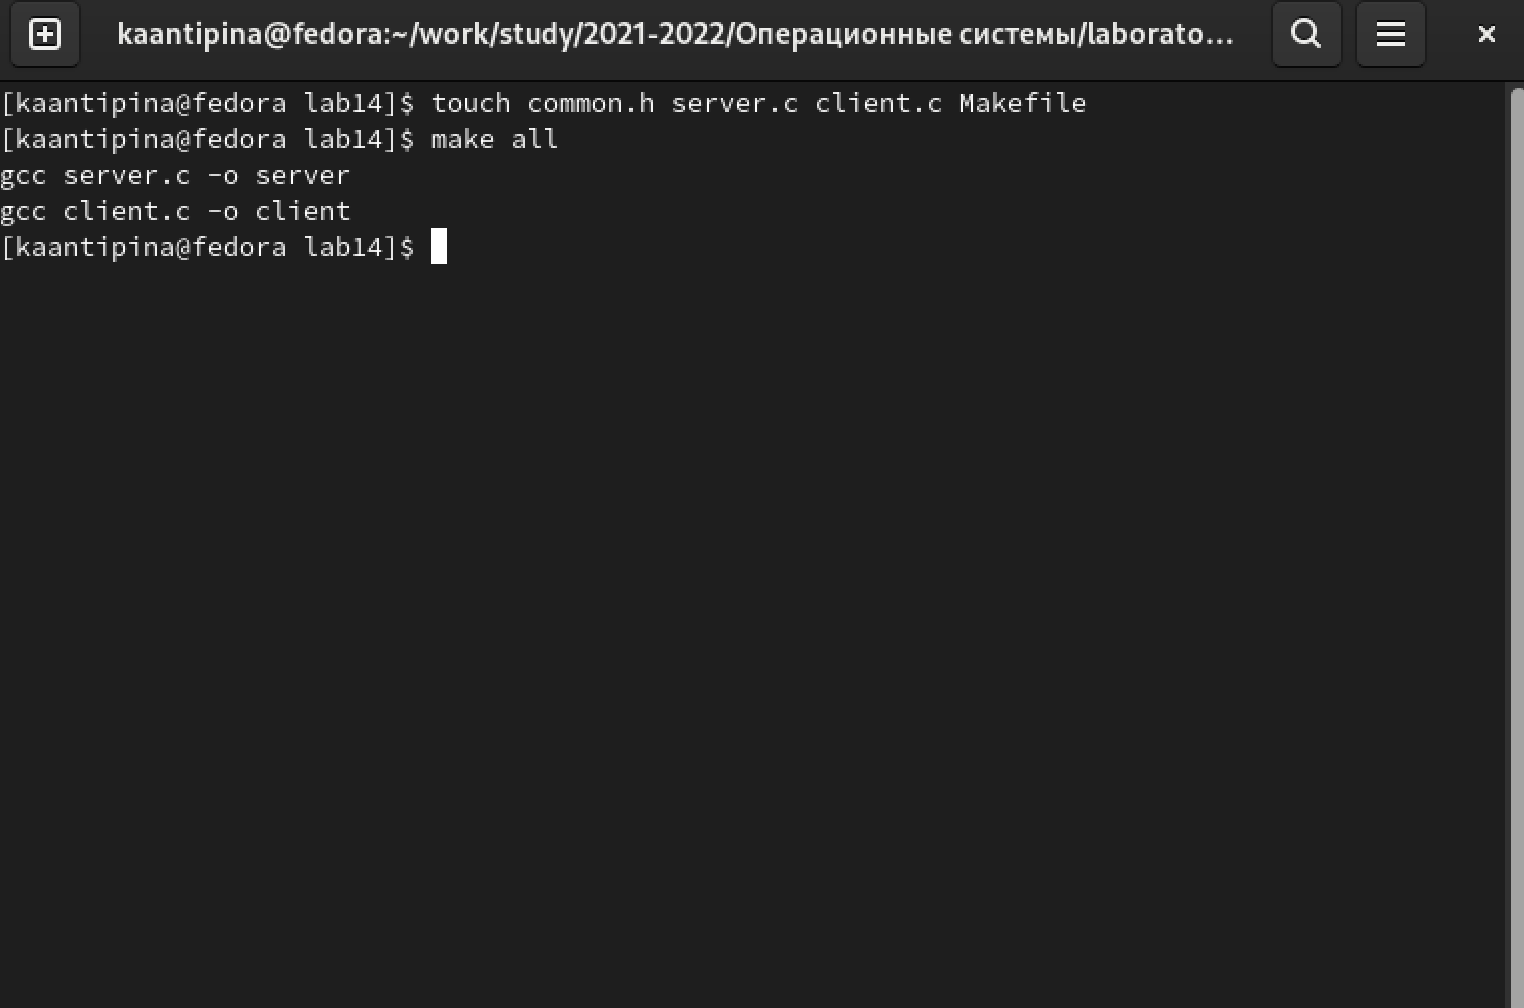 kaantipina@fedora:~/work/study/2021-2022/Операционные системы/laborato…
[kaantipina@fedora lab14]$ touch common.h server.c client.c Makefile
[kaantipina@fedora lab14]$ make all
gcc server.c -o server
gcc client.c -o client
[kaantipina@fedora lab14]$